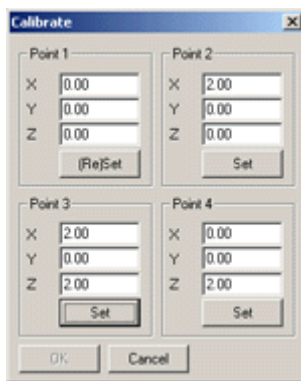 Calibrate
Point 1
X 0.00
Y 0.00
Z 0.00
(Re)Set
Point 2
X 2.00
Y 0.00
Z 0.00
Set
Point 3
X 2.00
Y 0.00
Z 2.00
Set
Point 4
X 0.00
Y 0.00
Z 2.00
Set
OK Cancel